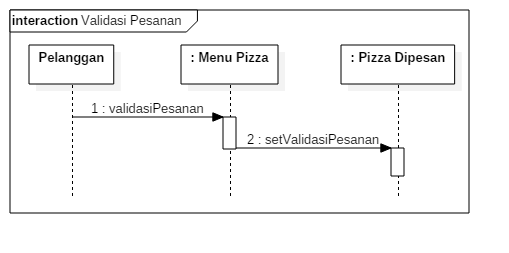 interaction Validasi Pesanan
Pelanggan
: Menu Pizza
: Pizza Dipesan
1 : validasiPesanan
2 : setValidasiPesanan